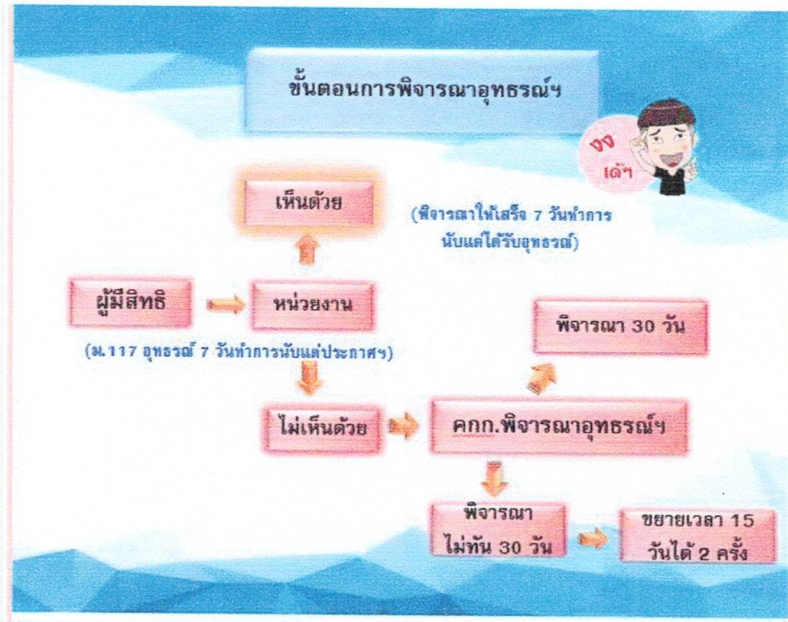 ขั้นตอนการพิจารณาอุทธรณ์ฯ
งง
เด้ๆ
เห็นด้วย
(พิจารณาให้เสร็จ 7 วันทำการ
นับแต่ได้รับอุทธรณ์)
ผู้มีสิทธิ
หน่วยงาน
พิจารณา 30 วัน
(ม.117 อุทธรณ์ 7 วันทำการนับแต่ประกาศฯ)
ไม่เห็นด้วย
คกก.พิจารณาอุทธรณ์ฯ
พิจารณา
ไม่ทัน 30 วัน
ขยายเวลา 15
วันได้ 2 ครั้ง